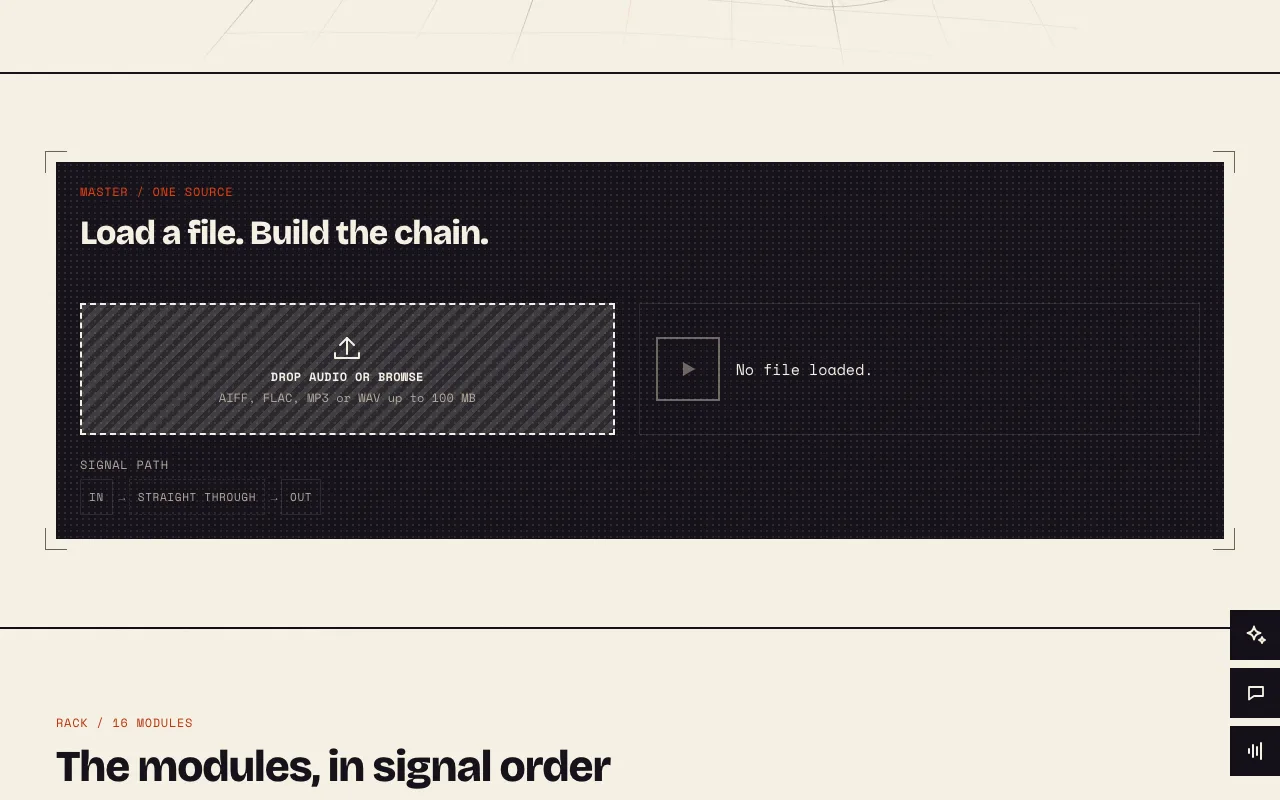 MASTER / ONE SOURCE
Load a file. Build the chain.
DROP AUDIO OR BROWSE
AIFF, FLAC, MP3 or WAV up to 100 MB
No file loaded.
SIGNAL PATH
IN → STRAIGHT THROUGH → OUT
RACK / 16 MODULES
The modules, in signal order